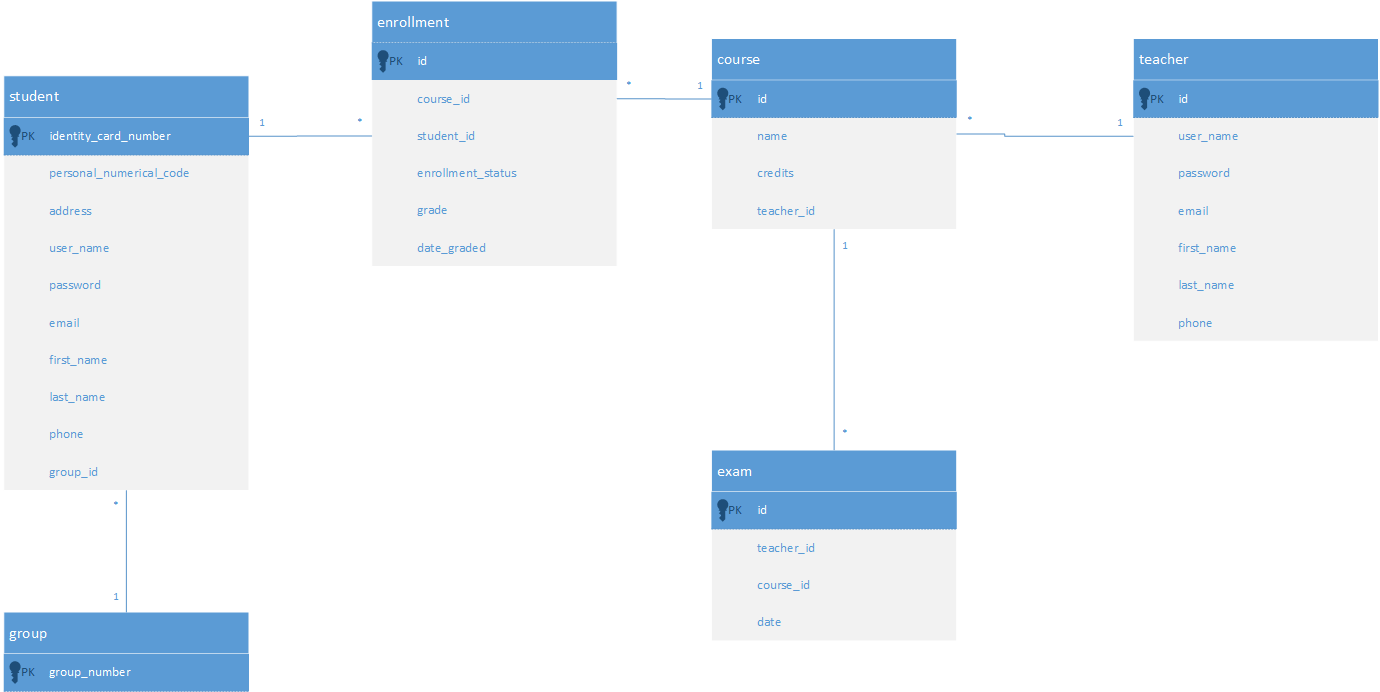 enrollment
PK id
course_id
student_id
enrollment_status
grade
date_graded
student
PK identity_card_number
personal_numerical_code
address
user_name
password
email
first_name
last_name
phone
group_id
1 *
* 1
course
PK id
name
credits
teacher_id
* 1
teacher
PK id
user_name
password
email
first_name
last_name
phone
1
*
exam
PK id
teacher_id
course_id
date
*
1
group
PK group_number